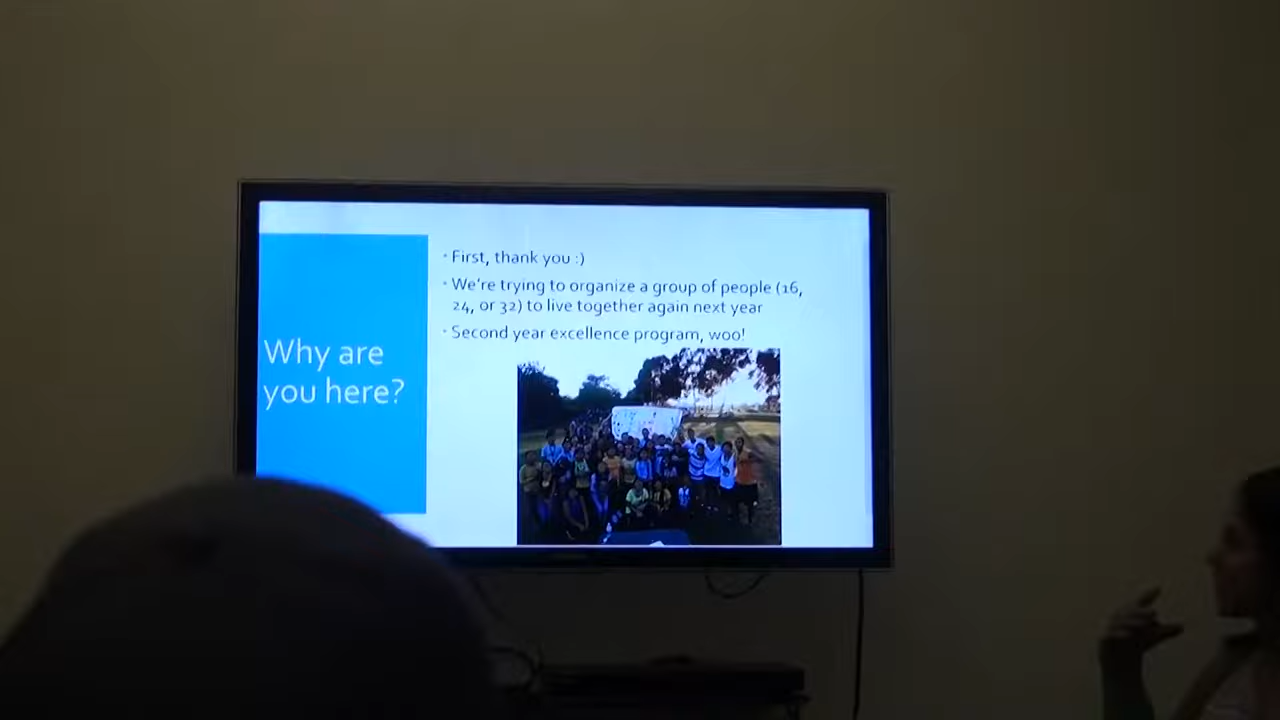 Why are
you here?
· First, thank you :)
· We're trying to organize a group of people (16,
24, or 32) to live together again next year
· Second year excellence program, woo!